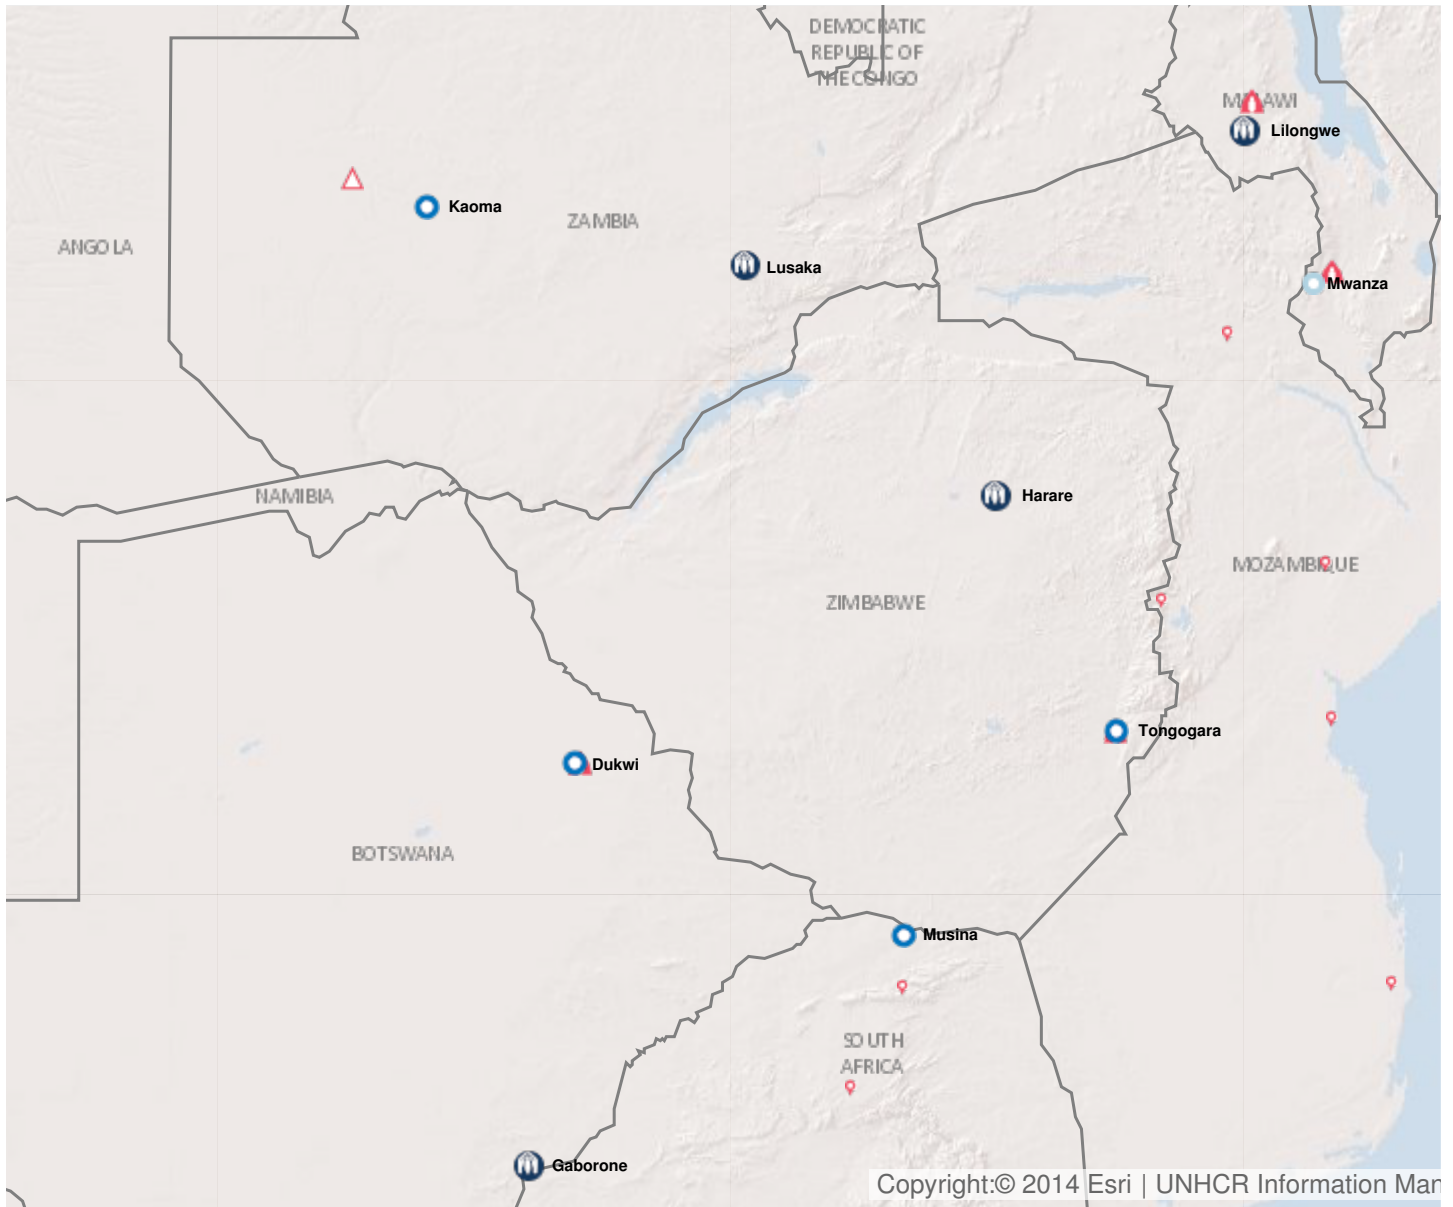 DEMOCRATIC
REPUBLIC OF
THE CONGO
MALAWI
Lilongwe
Kaoma
ZAMBIA
ANGOLA
Lusaka
Mwanza
NAMIBIA
Harare
MOZAMBIQUE
ZIMBABWE
Tongogara
Dukwi
BOTSWANA
Musina
SOUTH
AFRICA
Gaborone
Copyright:© 2014 Esri | UNHCR Information Man